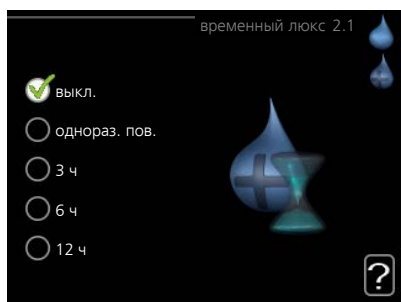 временный люкс 2.1
выкл.
однораз. пов.
3 ч
6 ч
12 ч
?